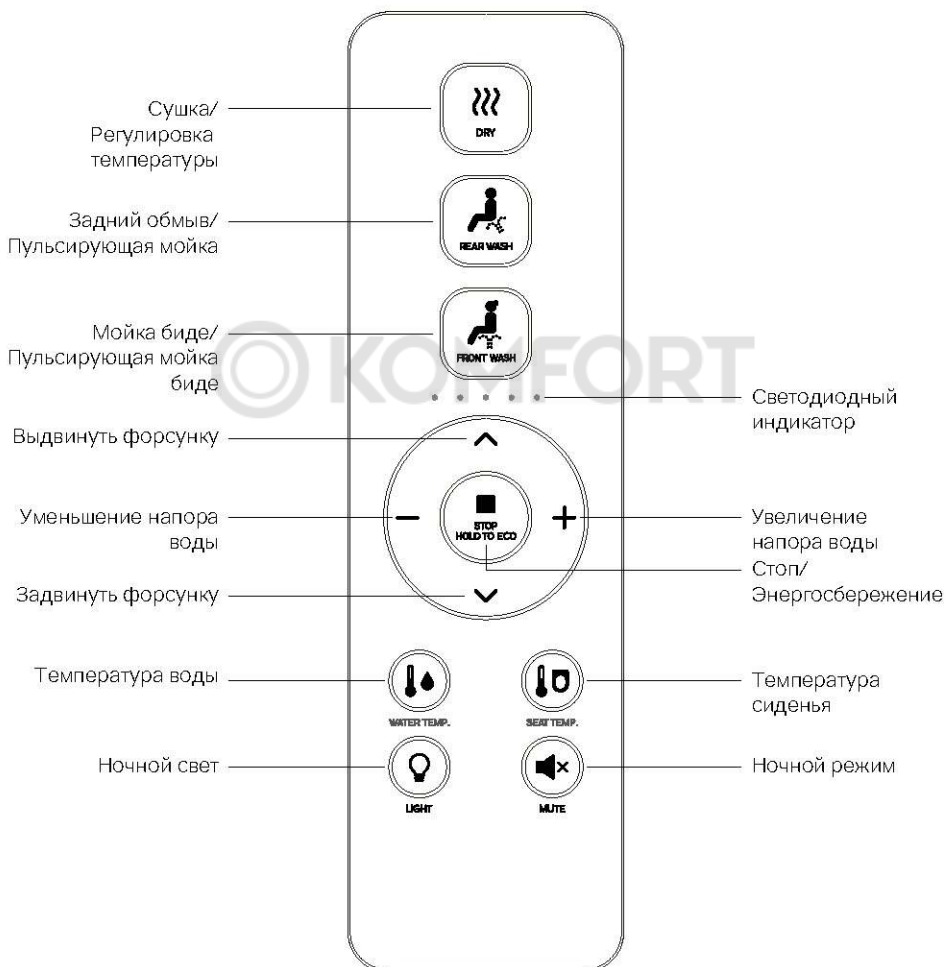 DRY
Сушка/
Регулировка
температуры
REAR WASH
Задний обмыв/
Пульсирующая мойка
FRONT WASH
Мойка биде/
Пульсирующая мойка
биде
KOMFORT
Светодиодный
индикатор
Выдвинуть форсунку
Уменьшение напора
воды
STOP
HOLD TO ECO
Увеличение
напора воды
Стоп/
Энергосбережение
Задвинуть форсунку
Температура воды
WATER TEMP.
SEAT TEMP.
Температура
сиденья
Ночной свет
LIGHT
MUTE
Ночной режим